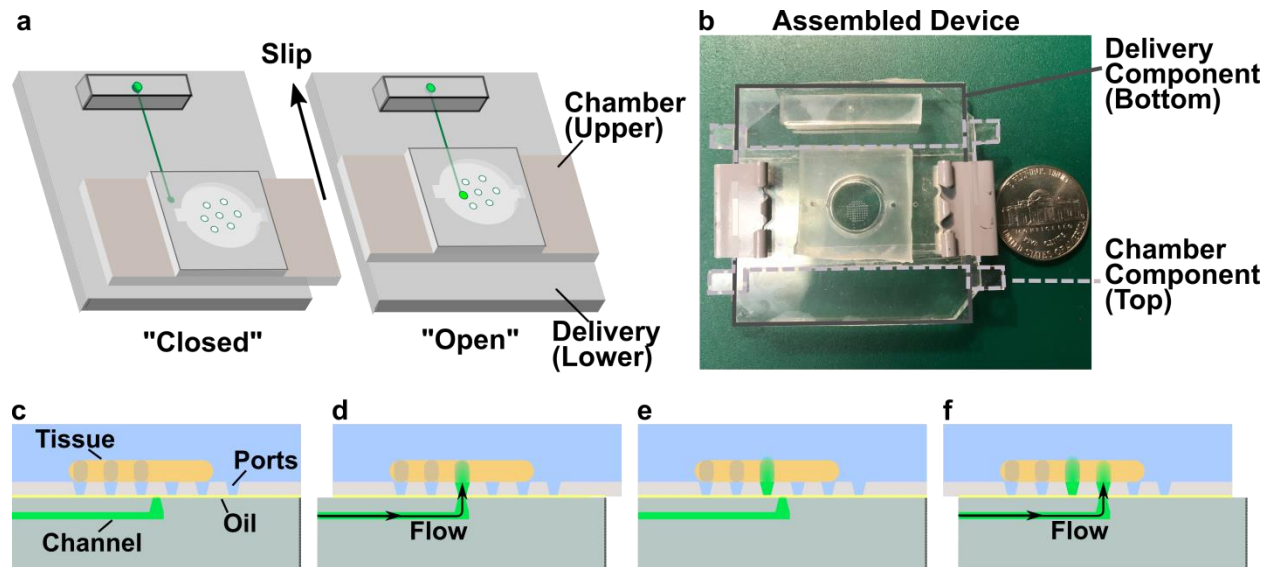 a
Slip
Chamber
(Upper)
"Closed"
"Open"
Delivery
(Lower)
b
Assembled Device
Delivery
Component
(Bottom)
Chamber
Component
(Top)
c
Tissue
Ports
Channel
Oil
d
Flow
e
f
Flow